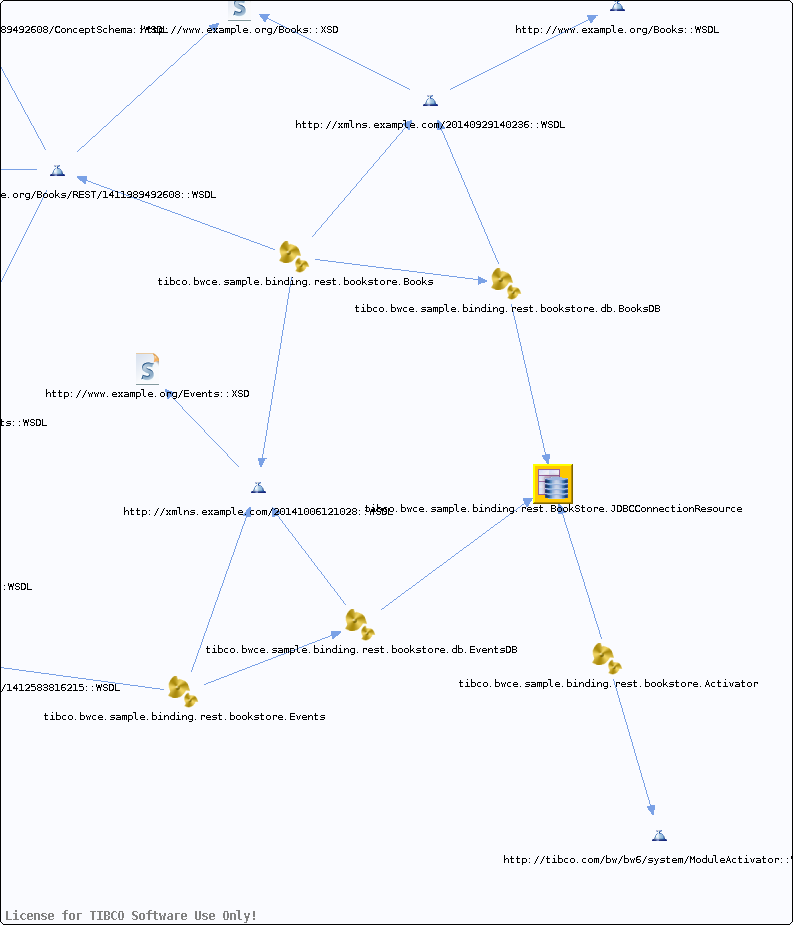 89492608/ConceptSchema::WSDL
http://www.example.org/Books::XSD
http://www.example.org/Books::WSDL
http://xmlns.example.com/20140929140236::WSDL
e.org/Books/REST/1411989492608::WSDL
tibco.bwce.sample.binding.rest.bookstore.Books
tibco.bwce.sample.binding.rest.bookstore.db.BooksDB
http://www.example.org/Events::XSD
ts::WSDL
http://xmlns.example.com/20141006121028::WSDL
tibco.bwce.sample.binding.rest.BookStore.JDBCConnectionResource
::WSDL
tibco.bwce.sample.binding.rest.bookstore.db.EventsDB
tibco.bwce.sample.binding.rest.bookstore.Activator
/1412583816215::WSDL
tibco.bwce.sample.binding.rest.bookstore.Events
http://tibco.com/bw/bw6/system/ModuleActivator::
License for TIBCO Software Use Only!